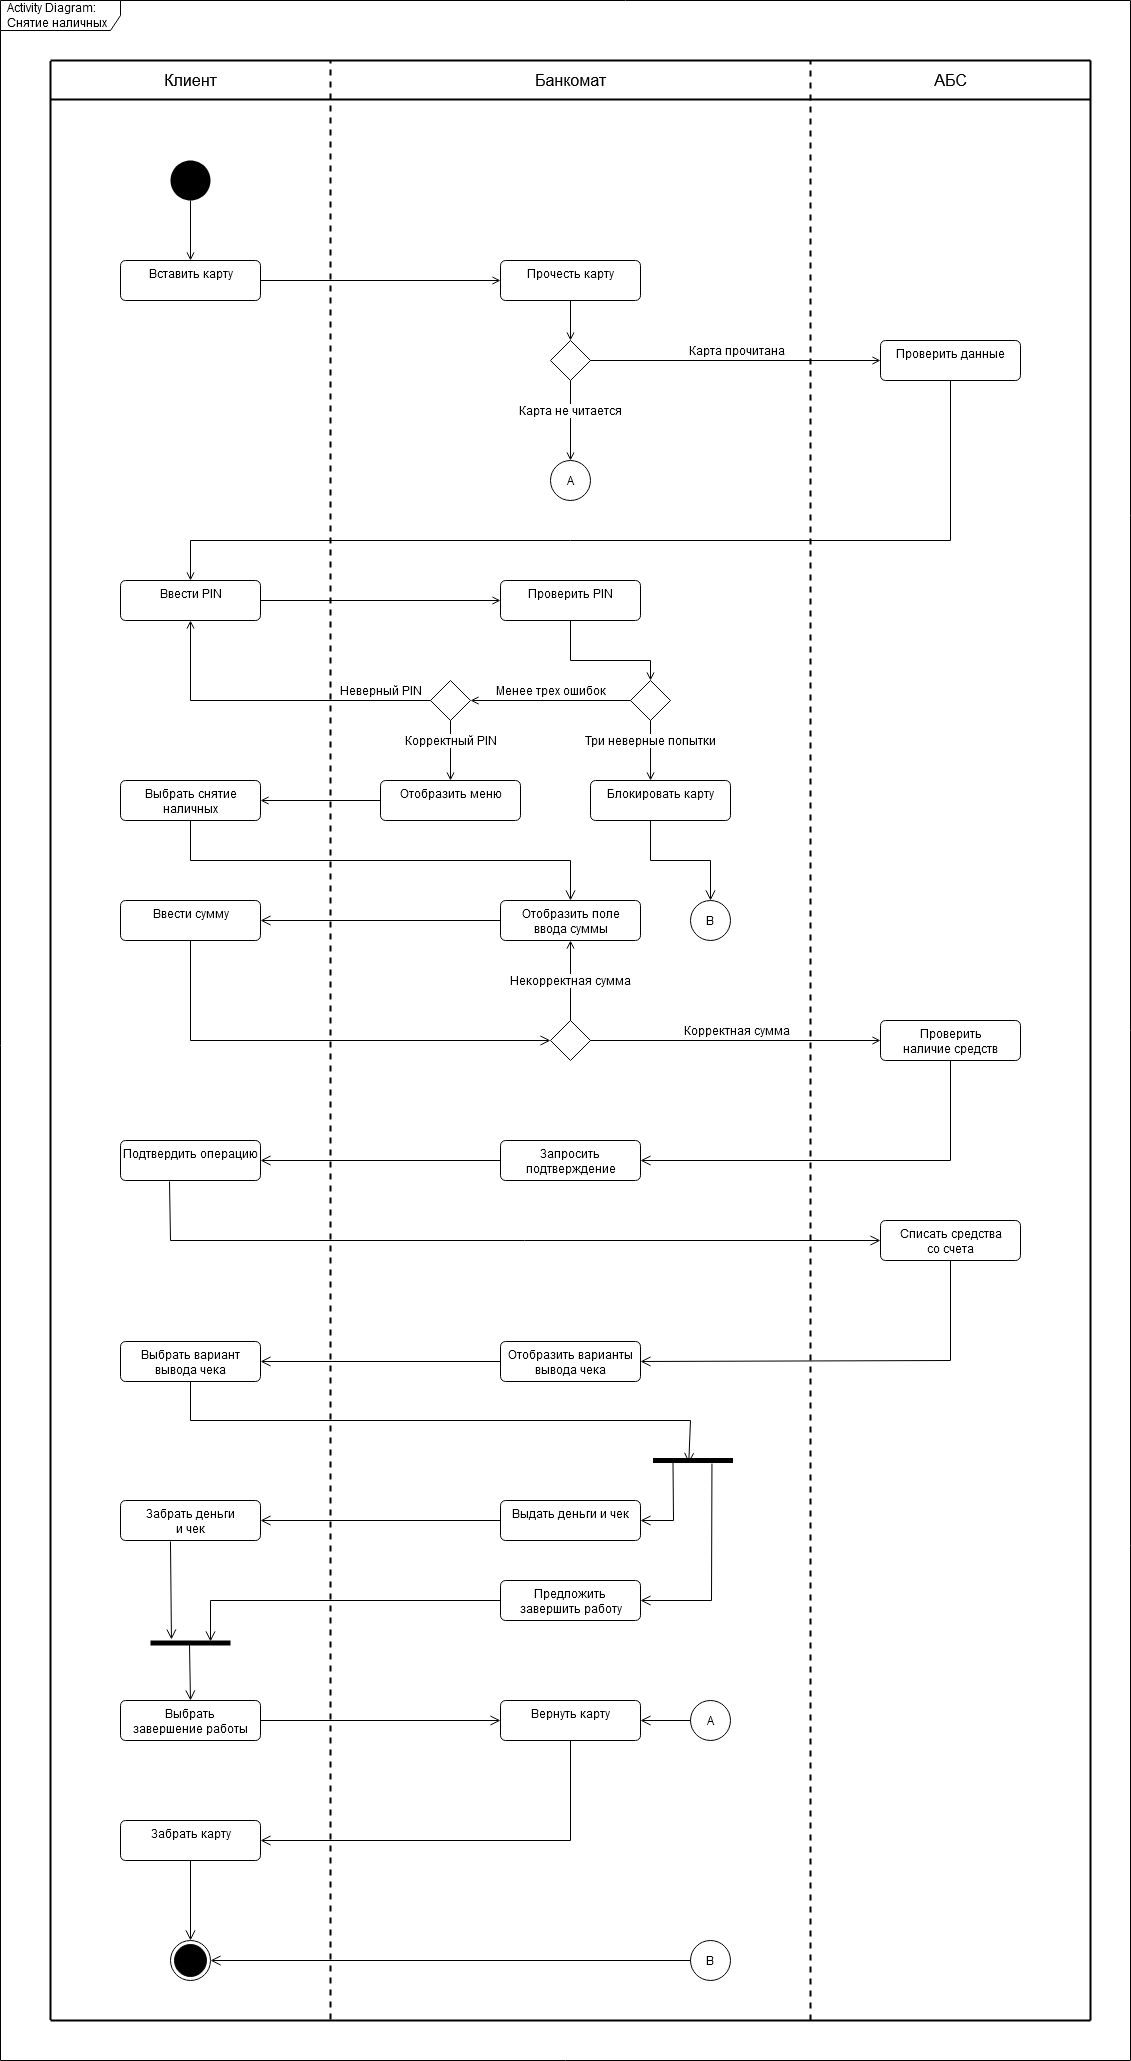 Activity Diagram:
Снятие наличных
Клиент
Банкомат
АБС
Вставить карту
Прочесть карту
Карта прочитана
Проверить данные
Карта не читается
A
Ввести PIN
Проверить PIN
Неверный PIN
Менее трех ошибок
Корректный PIN
Три неверные попытки
Выбрать снятие
наличных
Отобразить меню
Блокировать карту
Ввести сумму
Отобразить поле
ввода суммы
B
Некорректная сумма
Корректная сумма
Проверить
наличие средств
Подтвердить операцию
Запросить
подтверждение
Списать средства
со счета
Выбрать вариант
вывода чека
Отобразить варианты
вывода чека
Забрать деньги
и чек
Выдать деньги и чек
Предложить
завершить работу
Выбрать
завершение работы
Вернуть карту
A
Забрать карту
B